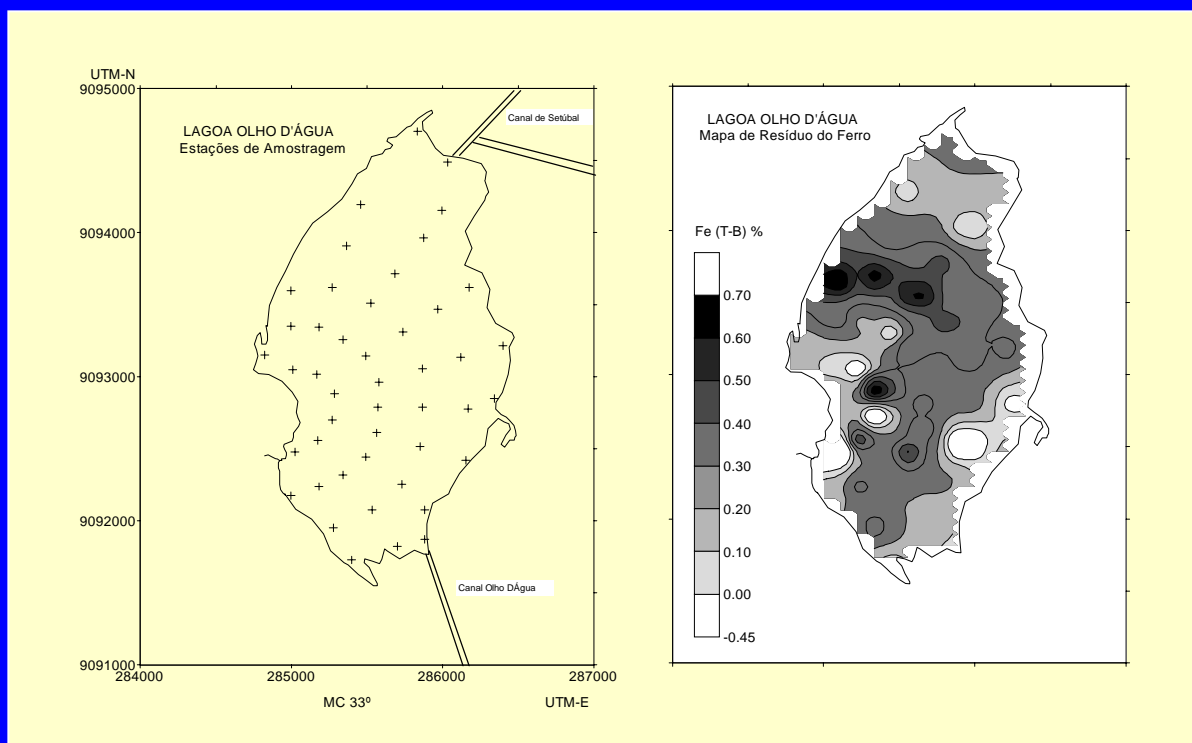 UTM-N
9095000
LAGOA OLHO D'ÁGUA
Estações de Amostragem
Canal de Setúbal
9094000
9093000
9092000
Canal Olho DÁgua
9091000
284000
285000
286000
287000
MC 33º
UTM-E
LAGOA OLHO D'ÁGUA
Mapa de Resíduo do Ferro
Fe (T-B) %
0.70
0.60
0.50
0.40
0.30
0.20
0.10
0.00
-0.45